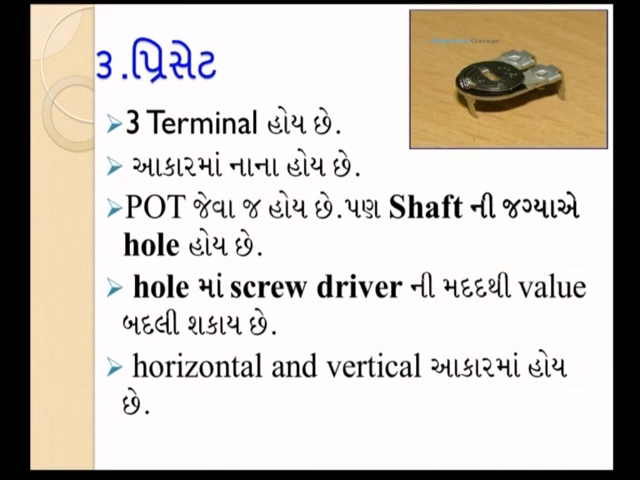 ૩.પ્રિસેટ
3 Terminal હોય છે.
આકારમાં નાના હોય છે.
POT જેવા જ હોય છે.પણ Shaft ની જગ્યાએ
hole હોય છે.
hole માં screw driver ની મદદથી value
બદલી શકાય છે.
horizontal and vertical આકારમાં હોય
છે.